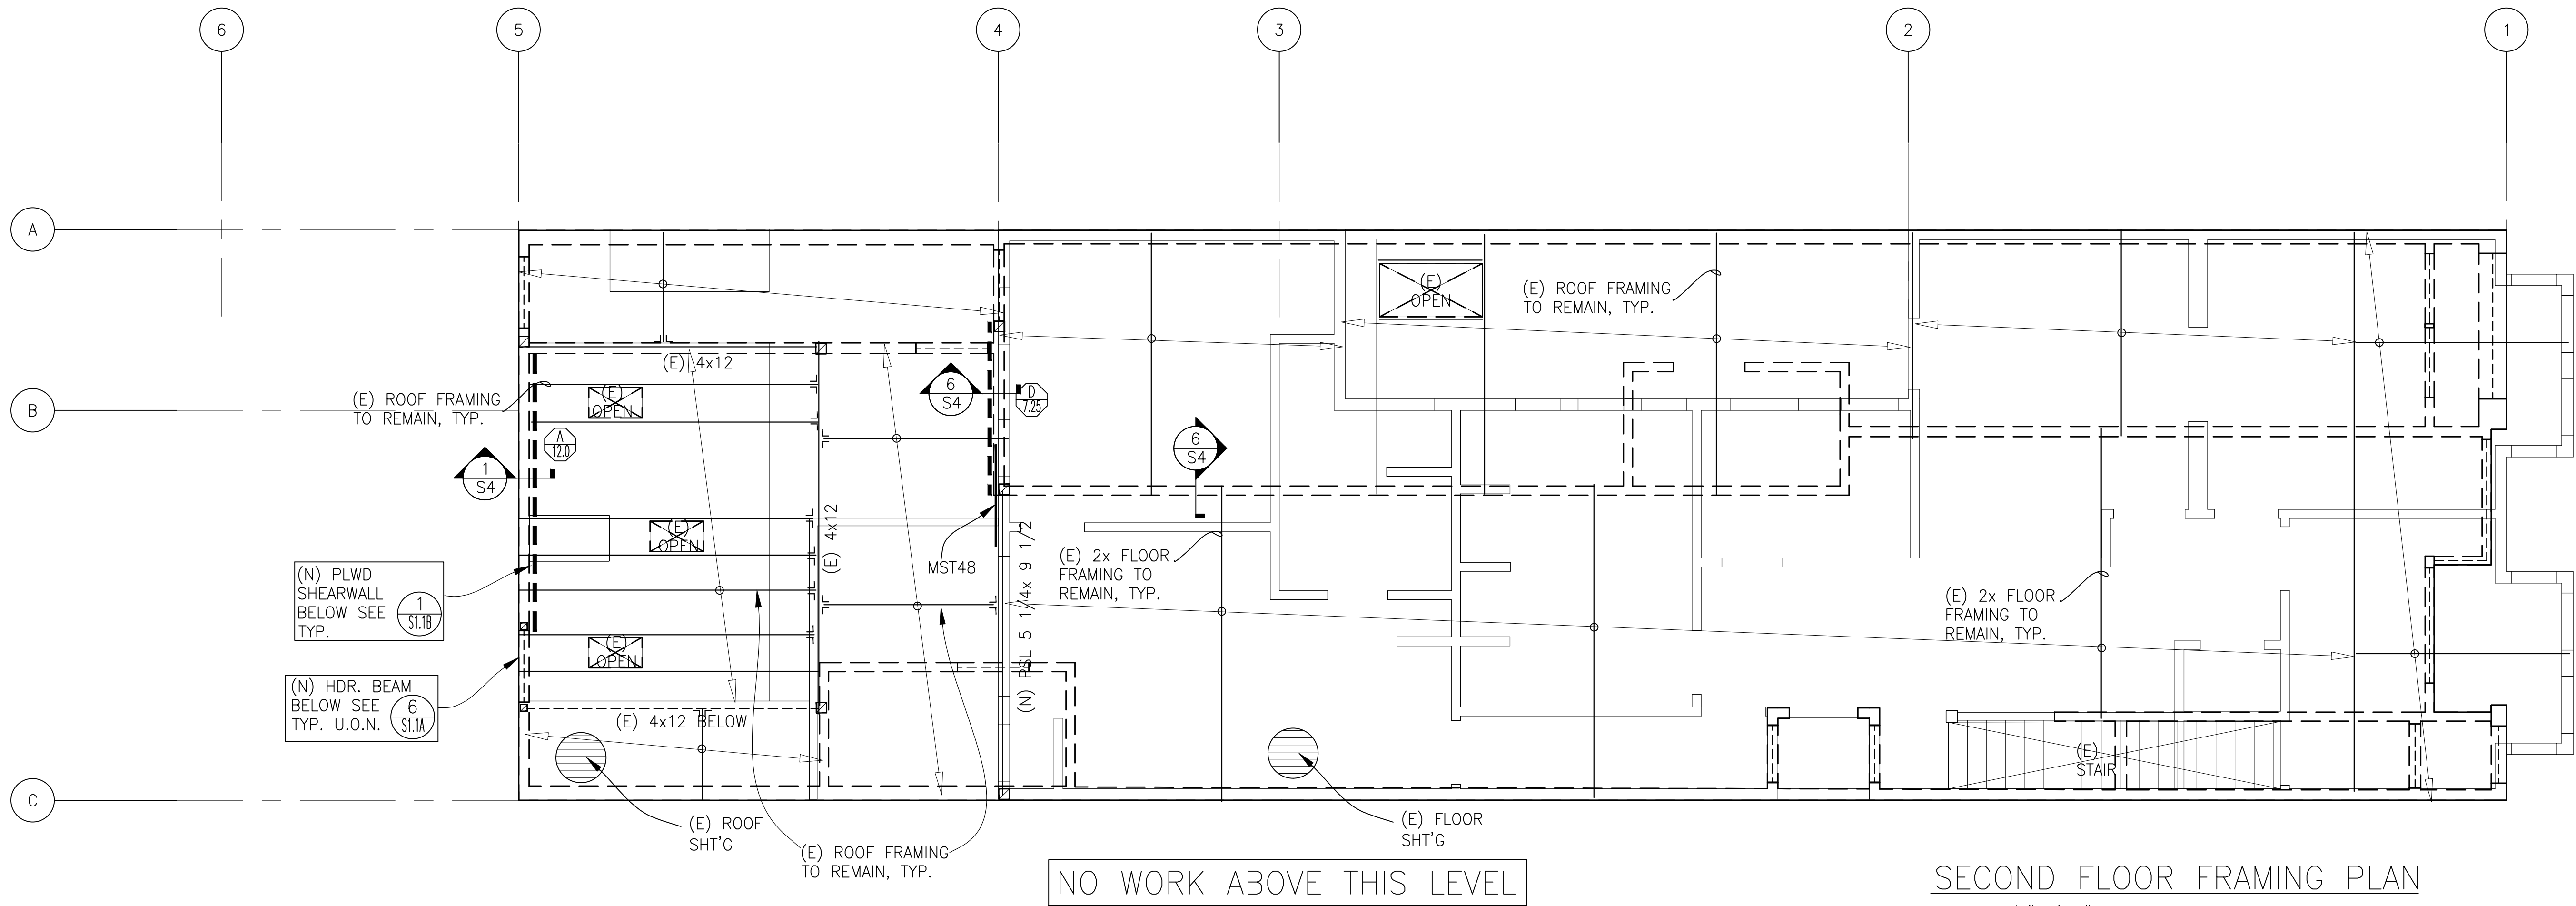 6
5
4
3
2
1
A
B
C
(E)
OPEN
(E) ROOF FRAMING
TO REMAIN, TYP.
(E) 4x12
(E) ROOF FRAMING
TO REMAIN, TYP.
(E)
OPEN
6
S4
D
7.25
A
12.0
1
S4
6
S4
(E)
OPEN
(E) 4x12
MST48
(N) PSL 5 1/4x 9 1/2
(E) 2x FLOOR
FRAMING TO
REMAIN, TYP.
(N) PLWD
SHEARWALL
BELOW SEE
TYP.
1
S1.1B
(E) 2x FLOOR
FRAMING TO
REMAIN, TYP.
(E)
OPEN
(N) HDR. BEAM
BELOW SEE
TYP. U.O.N.
6
S1.1A
(E) 4x12 BELOW
(E)
STAIR
(E) ROOF
SHT'G
(E) ROOF FRAMING
TO REMAIN, TYP.
(E) FLOOR
SHT'G
NO WORK ABOVE THIS LEVEL
SECOND FLOOR FRAMING PLAN